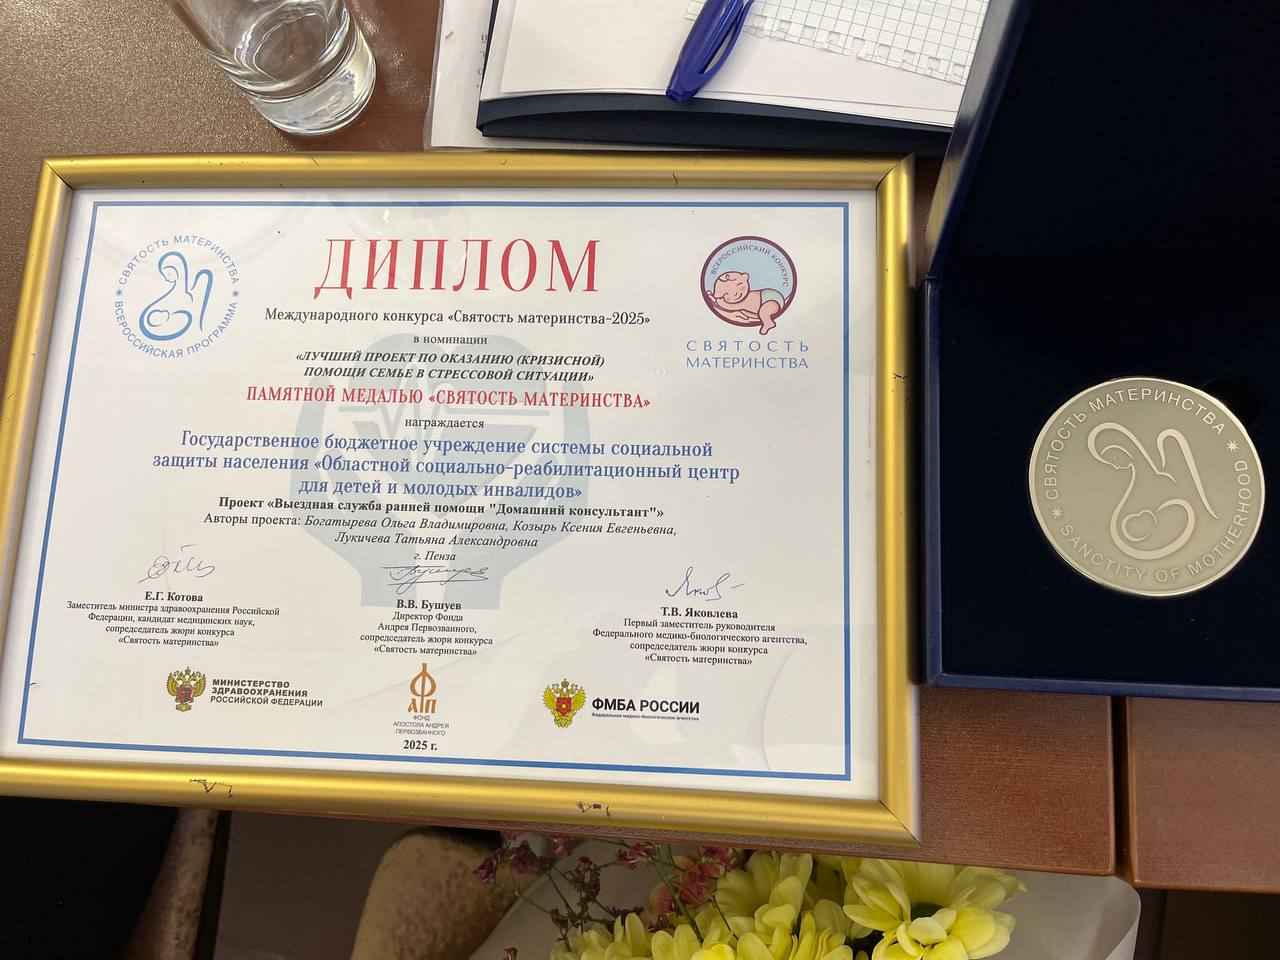 СВЯТОСТЬ МАТЕРИНСТВА
ВСЕРОССИЙСКАЯ ПРОГРАММА
ДИПЛОМ
ВСЕРОССИЙСКИЙ КОНКУРС
СВЯТОСТЬ
МАТЕРИНСТВА
Международного конкурса «Святость материнства-2025»
в номинации
«ЛУЧШИЙ ПРОЕКТ ПО ОКАЗАНИЮ (КРИЗИСНОЙ)
ПОМОЩИ СЕМЬЕ В СТРЕССОВОЙ СИТУАЦИИ»
ПАМЯТНОЙ МЕДАЛЬЮ «СВЯТОСТЬ МАТЕРИНСТВА»
награждается
Государственное бюджетное учреждение системы социальной
защиты населения «Областной социально-реабилитационный центр
для детей и молодых инвалидов»
Проект «Выездная служба ранней помощи "Домашний консультант"»
Авторы проекта: Богатырева Ольга Владимировна, Козырь Ксения Евгеньевна,
Лукичева Татьяна Александровна
г. Пенза
Е.Г. Котова
Заместитель министра здравоохранения Российской
Федерации, кандидат медицинских наук,
сопредседатель жюри конкурса
«Святость материнства»
В.В. Бушуев
Директор Фонда
Андрея Первозванного,
сопредседатель жюри конкурса
«Святость материнства»
Т.В. Яковлева
Первый заместитель руководителя
Федерального медико-биологического агентства,
сопредседатель жюри конкурса
«Святость материнства»
МИНИСТЕРСТВО
ЗДРАВООХРАНЕНИЯ
РОССИЙСКОЙ ФЕДЕРАЦИИ
ФОНД
АПОСТОЛА АНДРЕЯ
ПЕРВОЗВАННОГО
2025 г.
ФМБА РОССИИ
Федеральное медико-биологическое агентство
СВЯТОСТЬ МАТЕРИНСТВА
SANCTITY OF MOTHERHOOD